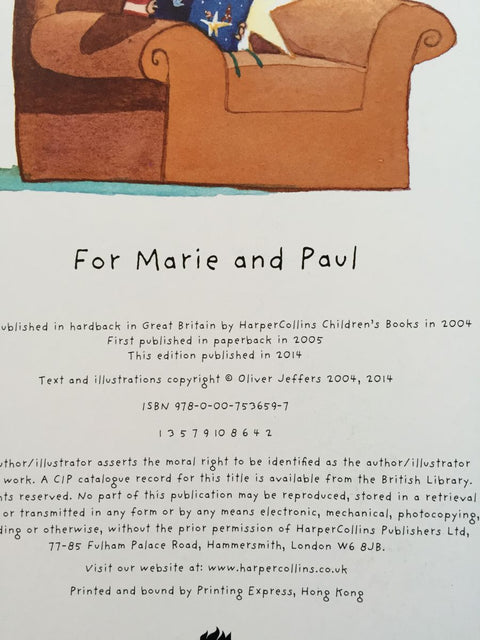 For Marie and Paul
ublished in hardback in Great Britain by HarperCollins Children's Books in 2004
First published in paperback in 2005
This edition published in 2014
Text and illustrations copyright © Oliver Jeffers 2004, 2014
ISBN 978-0-00-753659-7
1 3 5 7 9 10 8 6 4 2
uthor/illustrator asserts the moral right to be identified as the author/illustrator
work. A CIP catalogue record for this title is available from the British Library.
hts reserved. No part of this publication may be reproduced, stored in a retrieval
or transmitted in any form or by any means electronic, mechanical, photocopying,
ding or otherwise, without the prior permission of HarperCollins Publishers Ltd,
77-85 Fulham Palace Road, Hammersmith, London W6 8JB.
Visit our website at: www.harpercollins.co.uk
Printed and bound by Printing Express, Hong Kong